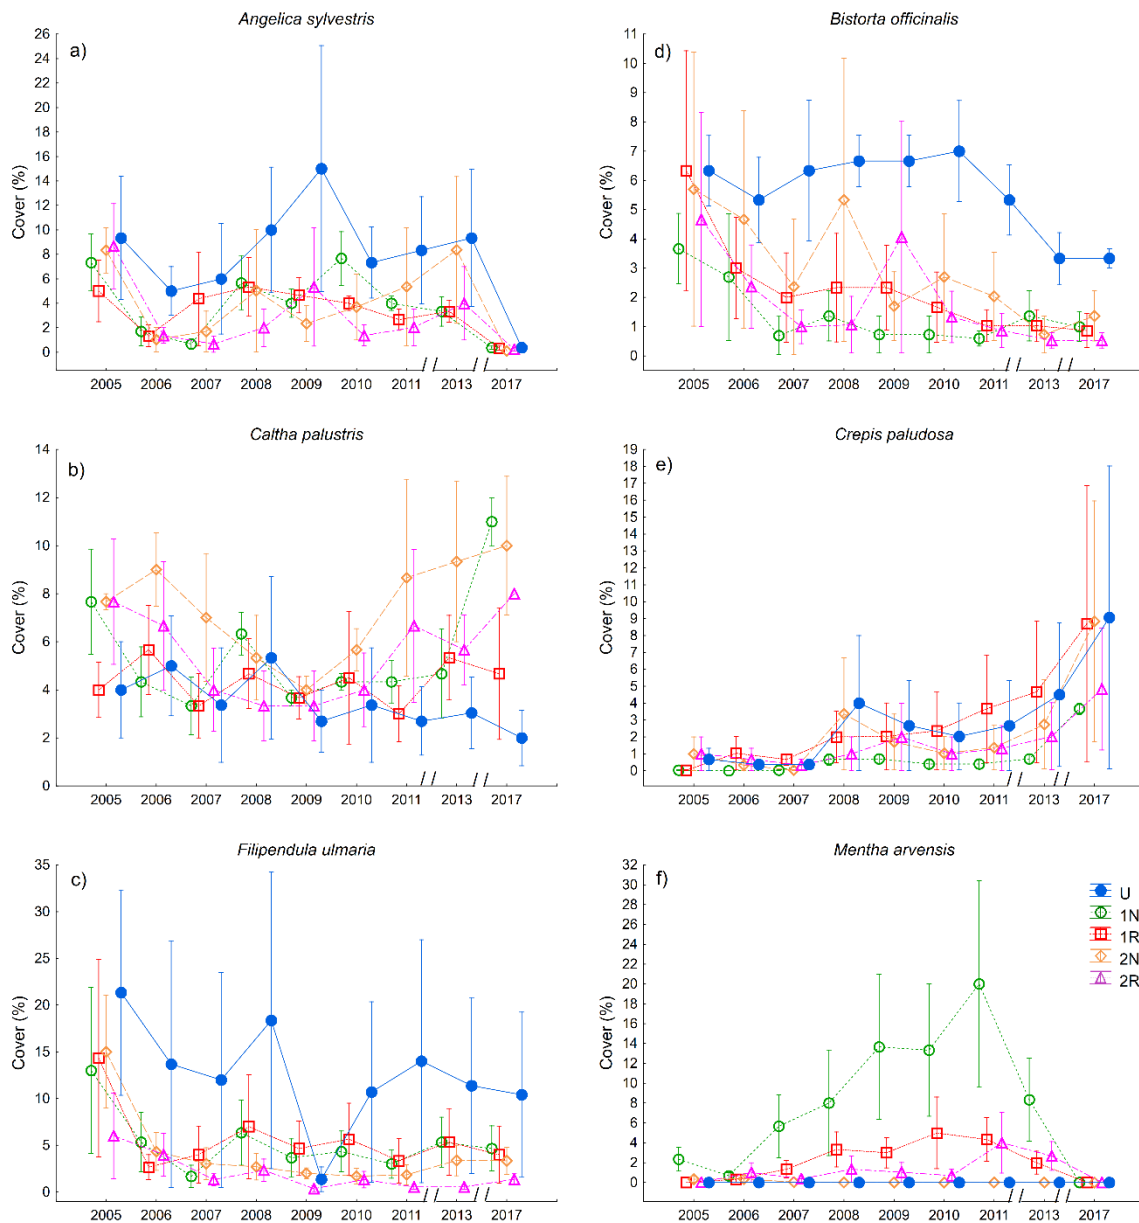 Angelica sylvestris
a)
Cover (%)
26
24
22
20
18
16
14
12
10
8
6
4
2
0
2005 2006 2007 2008 2009 2010 2011 2013 2017
Bistorta officinalis
d)
Cover (%)
11
10
9
8
7
6
5
4
3
2
1
0
2005 2006 2007 2008 2009 2010 2011 2013 2017
Caltha palustris
b)
Cover (%)
14
12
10
8
6
4
2
0
2005 2006 2007 2008 2009 2010 2011 2013 2017
Crepis paludosa
e)
Cover (%)
19
18
17
16
15
14
13
12
11
10
9
8
7
6
5
4
3
2
1
0
2005 2006 2007 2008 2009 2010 2011 2013 2017
Filipendula ulmaria
c)
Cover (%)
35
30
25
20
15
10
5
0
2005 2006 2007 2008 2009 2010 2011 2013 2017
Mentha arvensis
f)
Cover (%)
32
30
28
26
24
22
20
18
16
14
12
10
8
6
4
2
0
2005 2006 2007 2008 2009 2010 2011 2013 2017
U
1N
1R
2N
2R